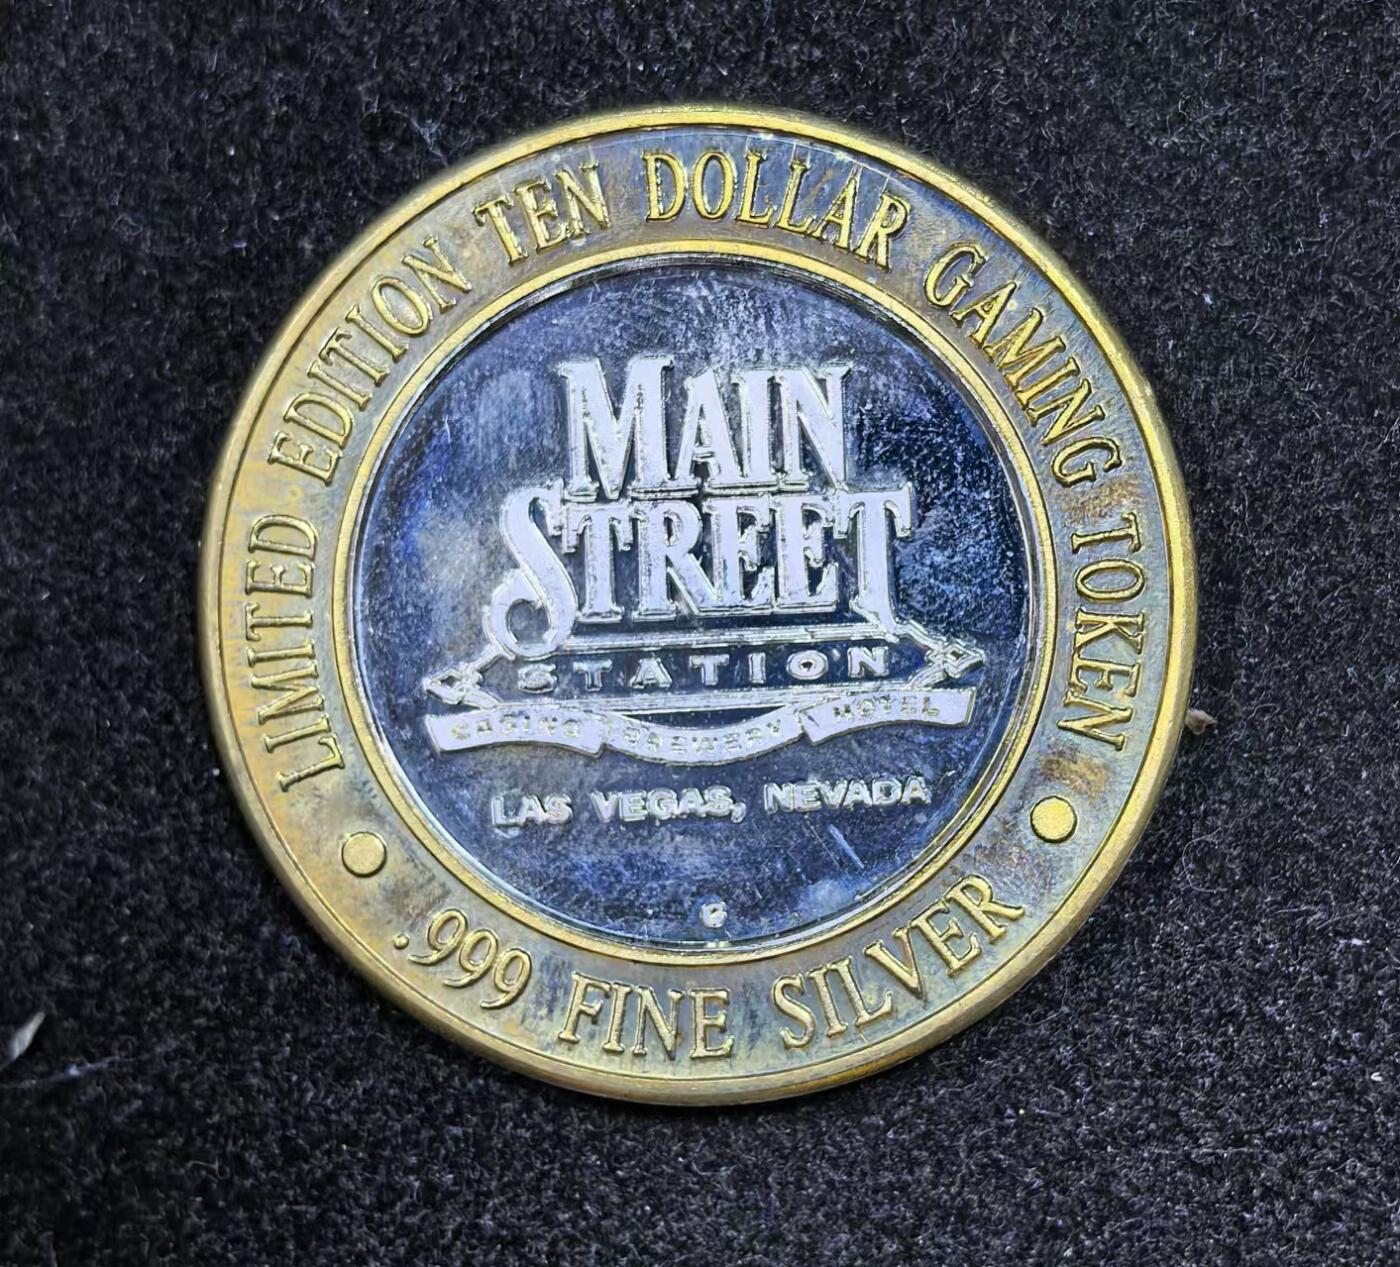 LIMITED EDITION TEN DOLLAR GAMING TOKEN
MAIN
STREET
STATION
CASINO BREWERY HOTEL
LAS VEGAS, NEVADA
G
.999 FINE SILVER